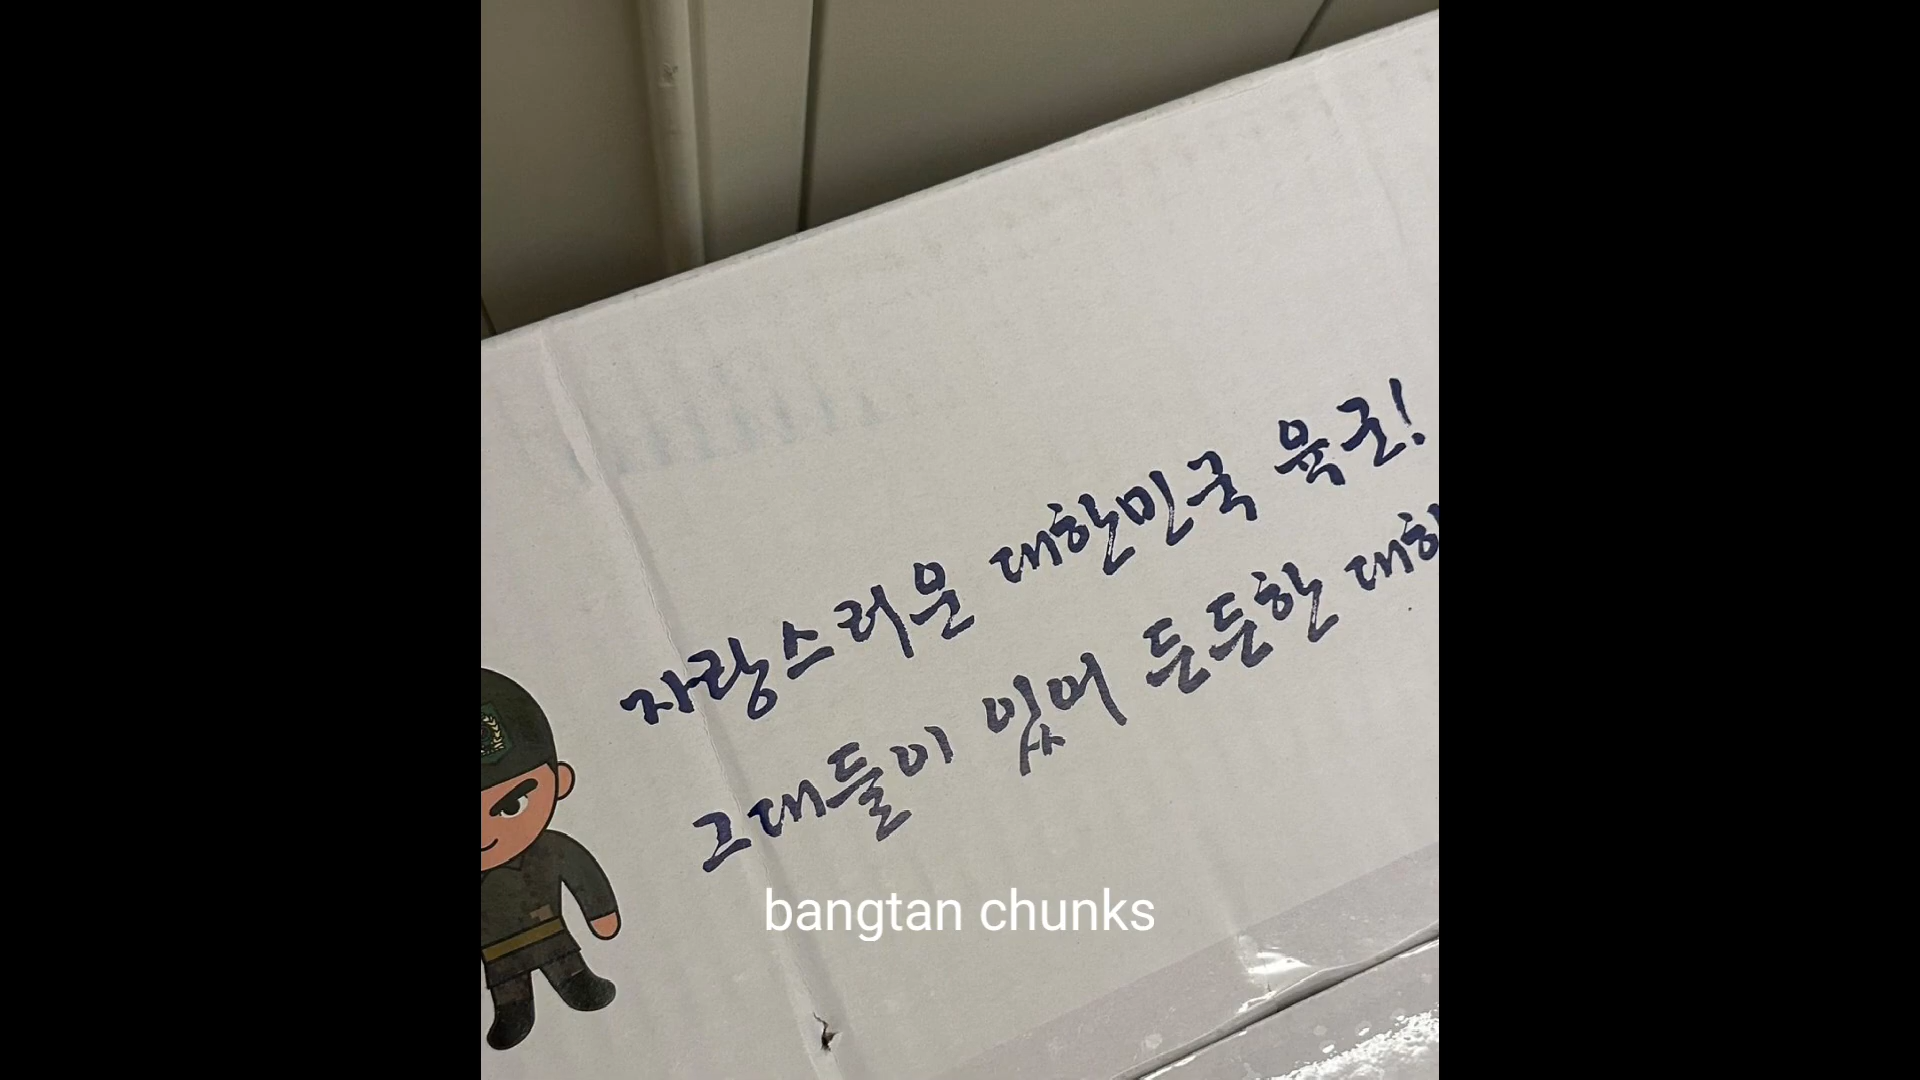 자랑스러운 대한민국 육군!
그대들이 있어 든든한
bangtan chunks